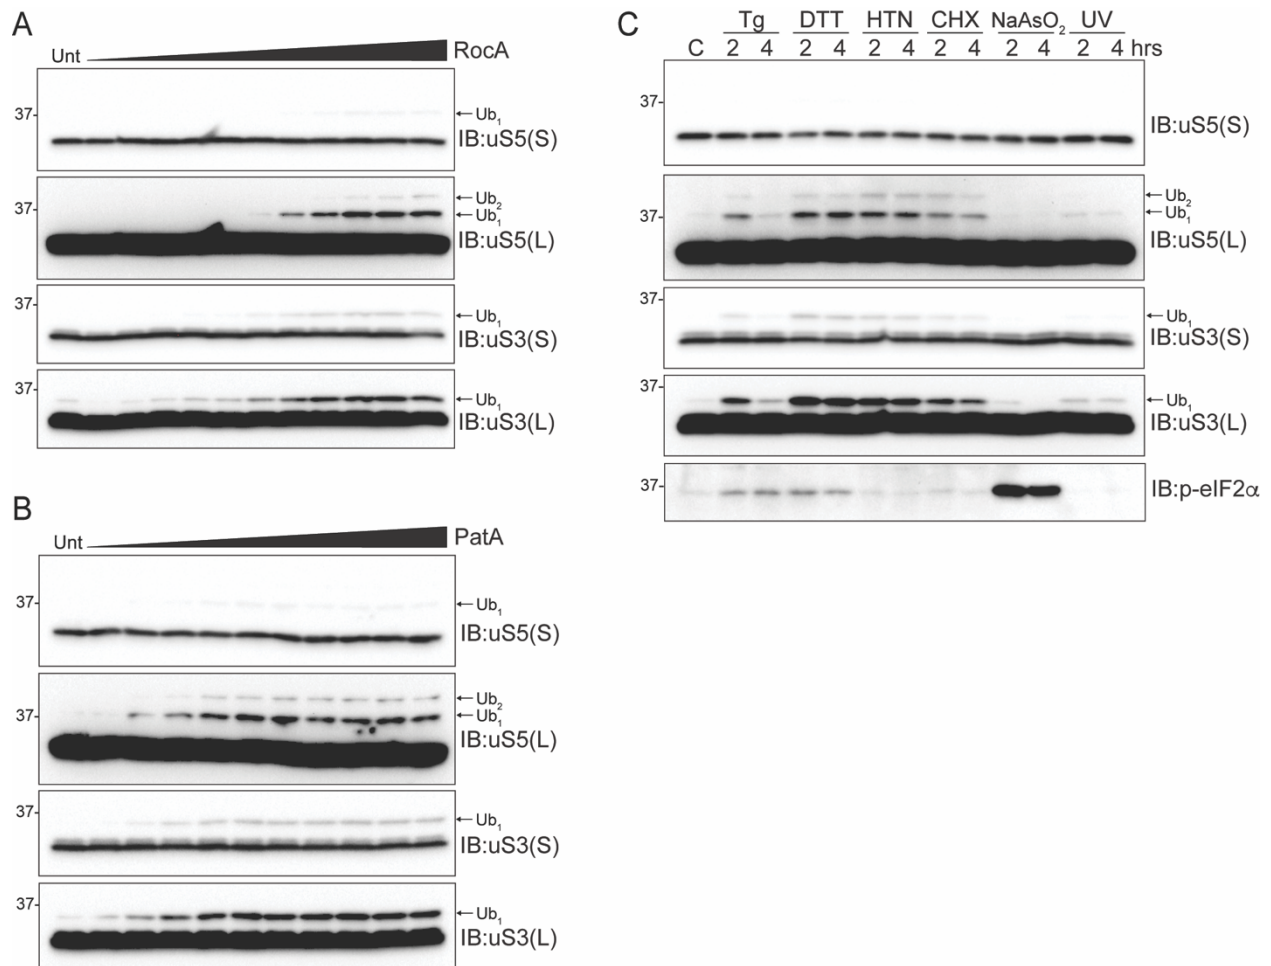 A
Unt
RocA
37-
←Ub1
IB:uS5(S)
37-
←Ub2
←Ub1
IB:uS5(L)
37-
←Ub1
IB:uS3(S)
37-
←Ub1
IB:uS3(L)
B
Unt
PatA
37-
←Ub1
IB:uS5(S)
37-
←Ub2
←Ub1
IB:uS5(L)
37-
←Ub1
IB:uS3(S)
37-
←Ub1
IB:uS3(L)
C
Tg DTT HTN CHX NaAsO2 UV
C 2 4 2 4 2 4 2 4 2 4 2 4 hrs
37-
IB:uS5(S)
37-
←Ub2
←Ub1
IB:uS5(L)
37-
←Ub1
IB:uS3(S)
37-
←Ub1
IB:uS3(L)
37-
IB:p-eIF2α